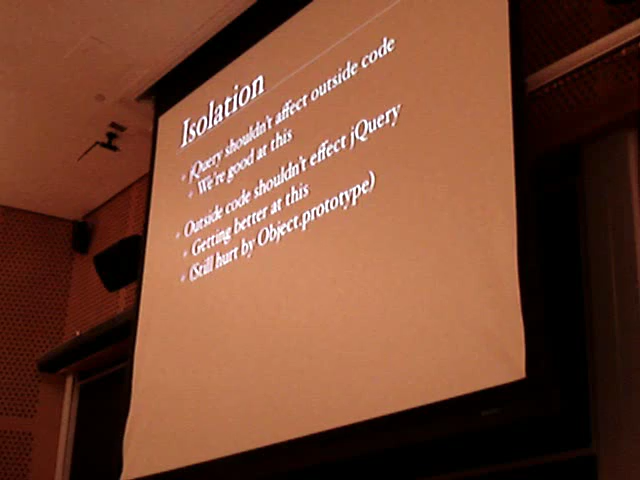 Isolation
jQuery shouldn't affect outside code
We're good at this
Outside code shouldn't effect jQuery
Getting better at this
(Still hurt by Object.prototype)